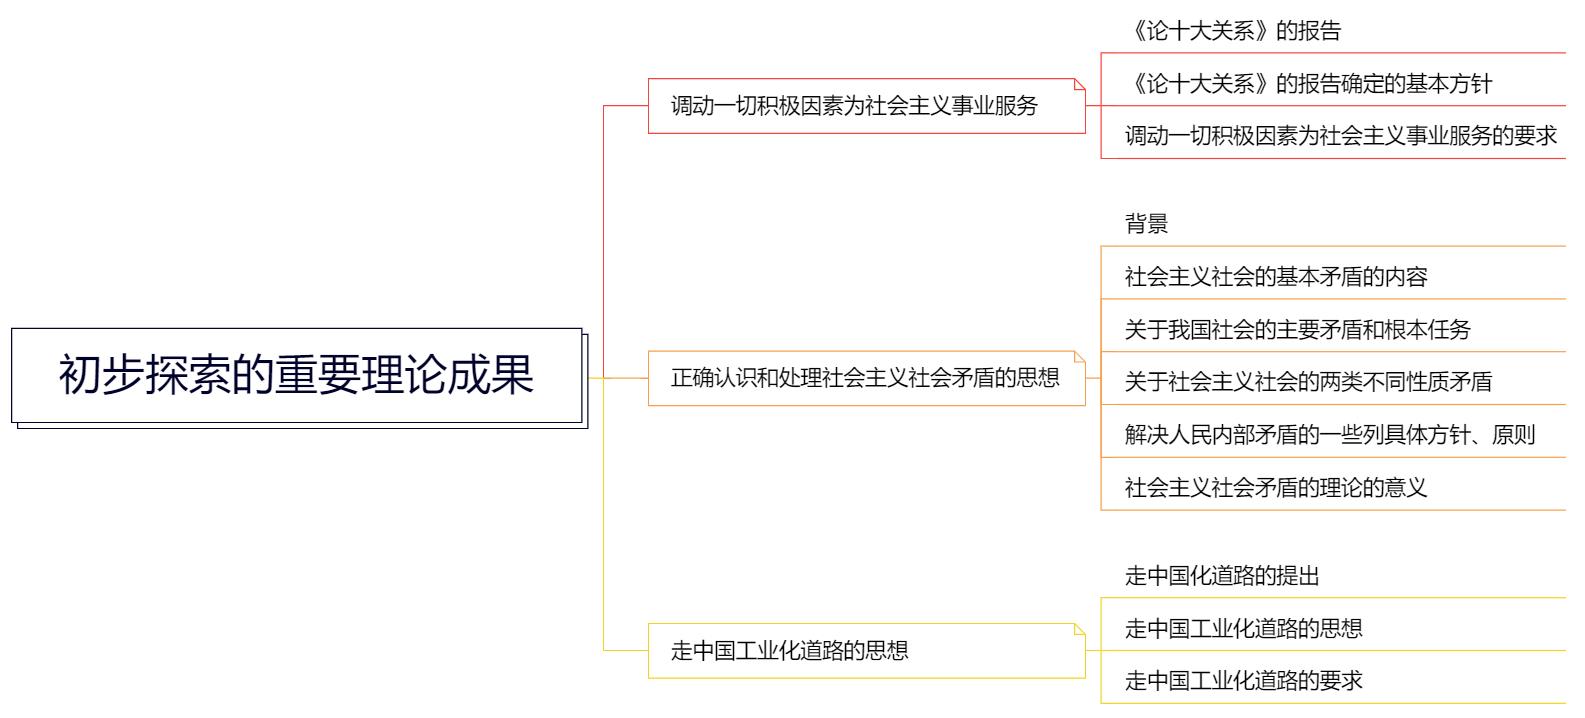 初步探索的重要理论成果
调动一切积极因素为社会主义事业服务
《论十大关系》的报告
《论十大关系》的报告确定的基本方针
调动一切积极因素为社会主义事业服务的要求
正确认识和处理社会主义社会矛盾的思想
背景
社会主义社会的基本矛盾的内容
关于我国社会的主要矛盾和根本任务
关于社会主义社会的两类不同性质矛盾
解决人民内部矛盾的一些列具体方针、原则
社会主义社会矛盾的理论的意义
走中国工业化道路的思想
走中国化道路的提出
走中国工业化道路的思想
走中国工业化道路的要求